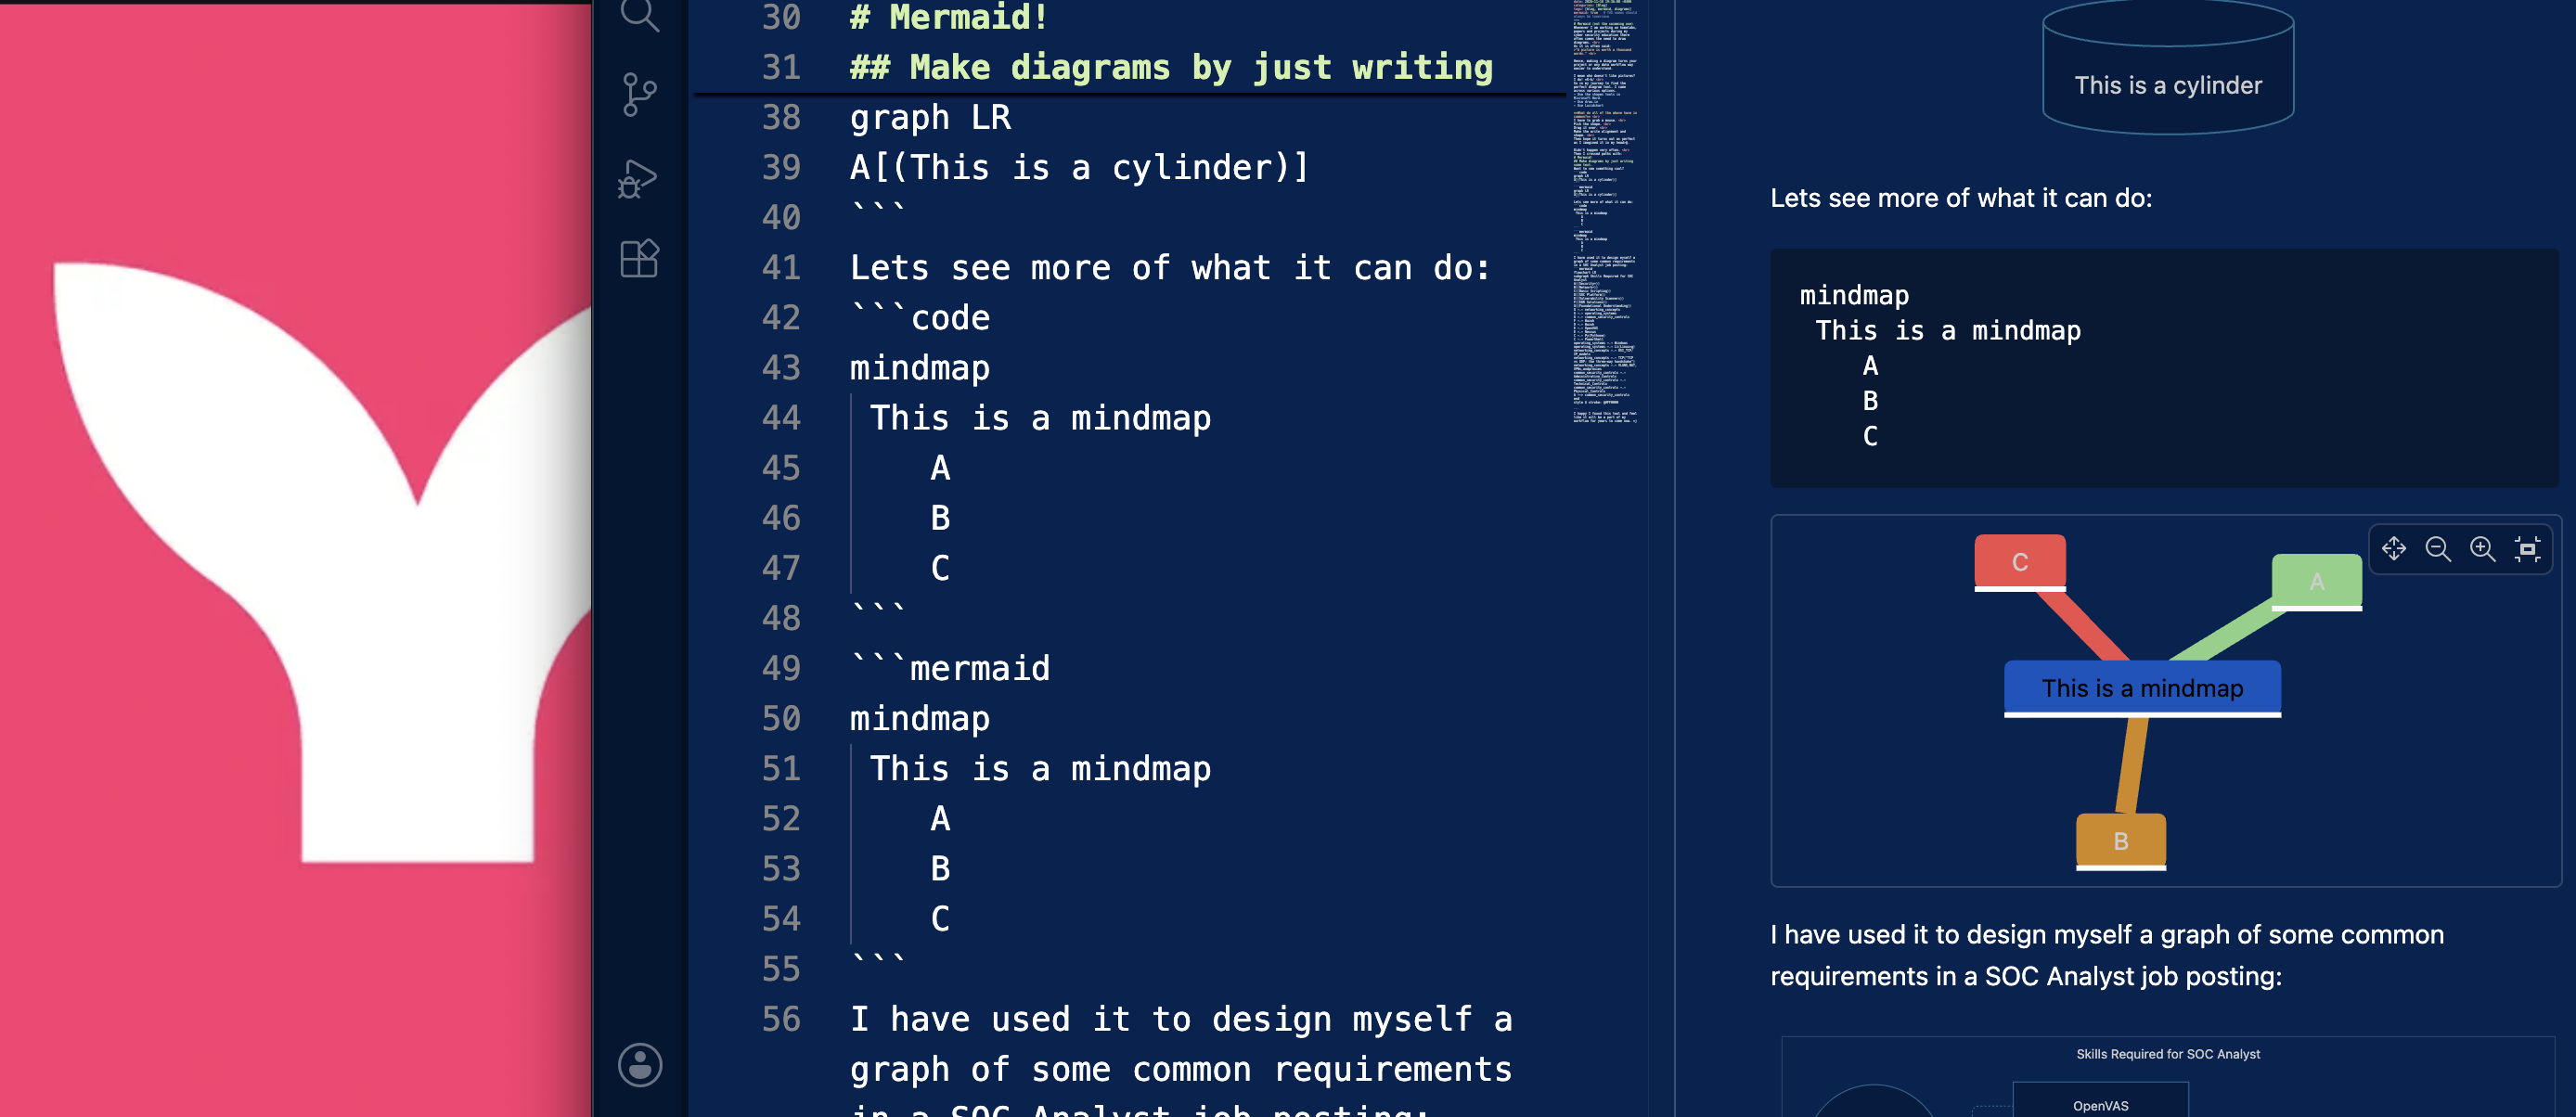 30 # Mermaid!
31 ## Make diagrams by just writing
38 graph LR
39 A[(This is a cylinder)]
40 ```
41 Lets see more of what it can do:
42 ```code
43 mindmap
44 This is a mindmap
45 A
46 B
47 C
48 ```
49 ```mermaid
50 mindmap
51 This is a mindmap
52 A
53 B
54 C
55 ```
56 I have used it to design myself a
graph of some common requirements
in a SOC Analyst job posting:
This is a cylinder
Lets see more of what it can do:
mindmap
This is a mindmap
A
B
C
C
A
This is a mindmap
B
I have used it to design myself a graph of some common
requirements in a SOC Analyst job posting:
Skills Required for SOC Analyst
OpenVAS